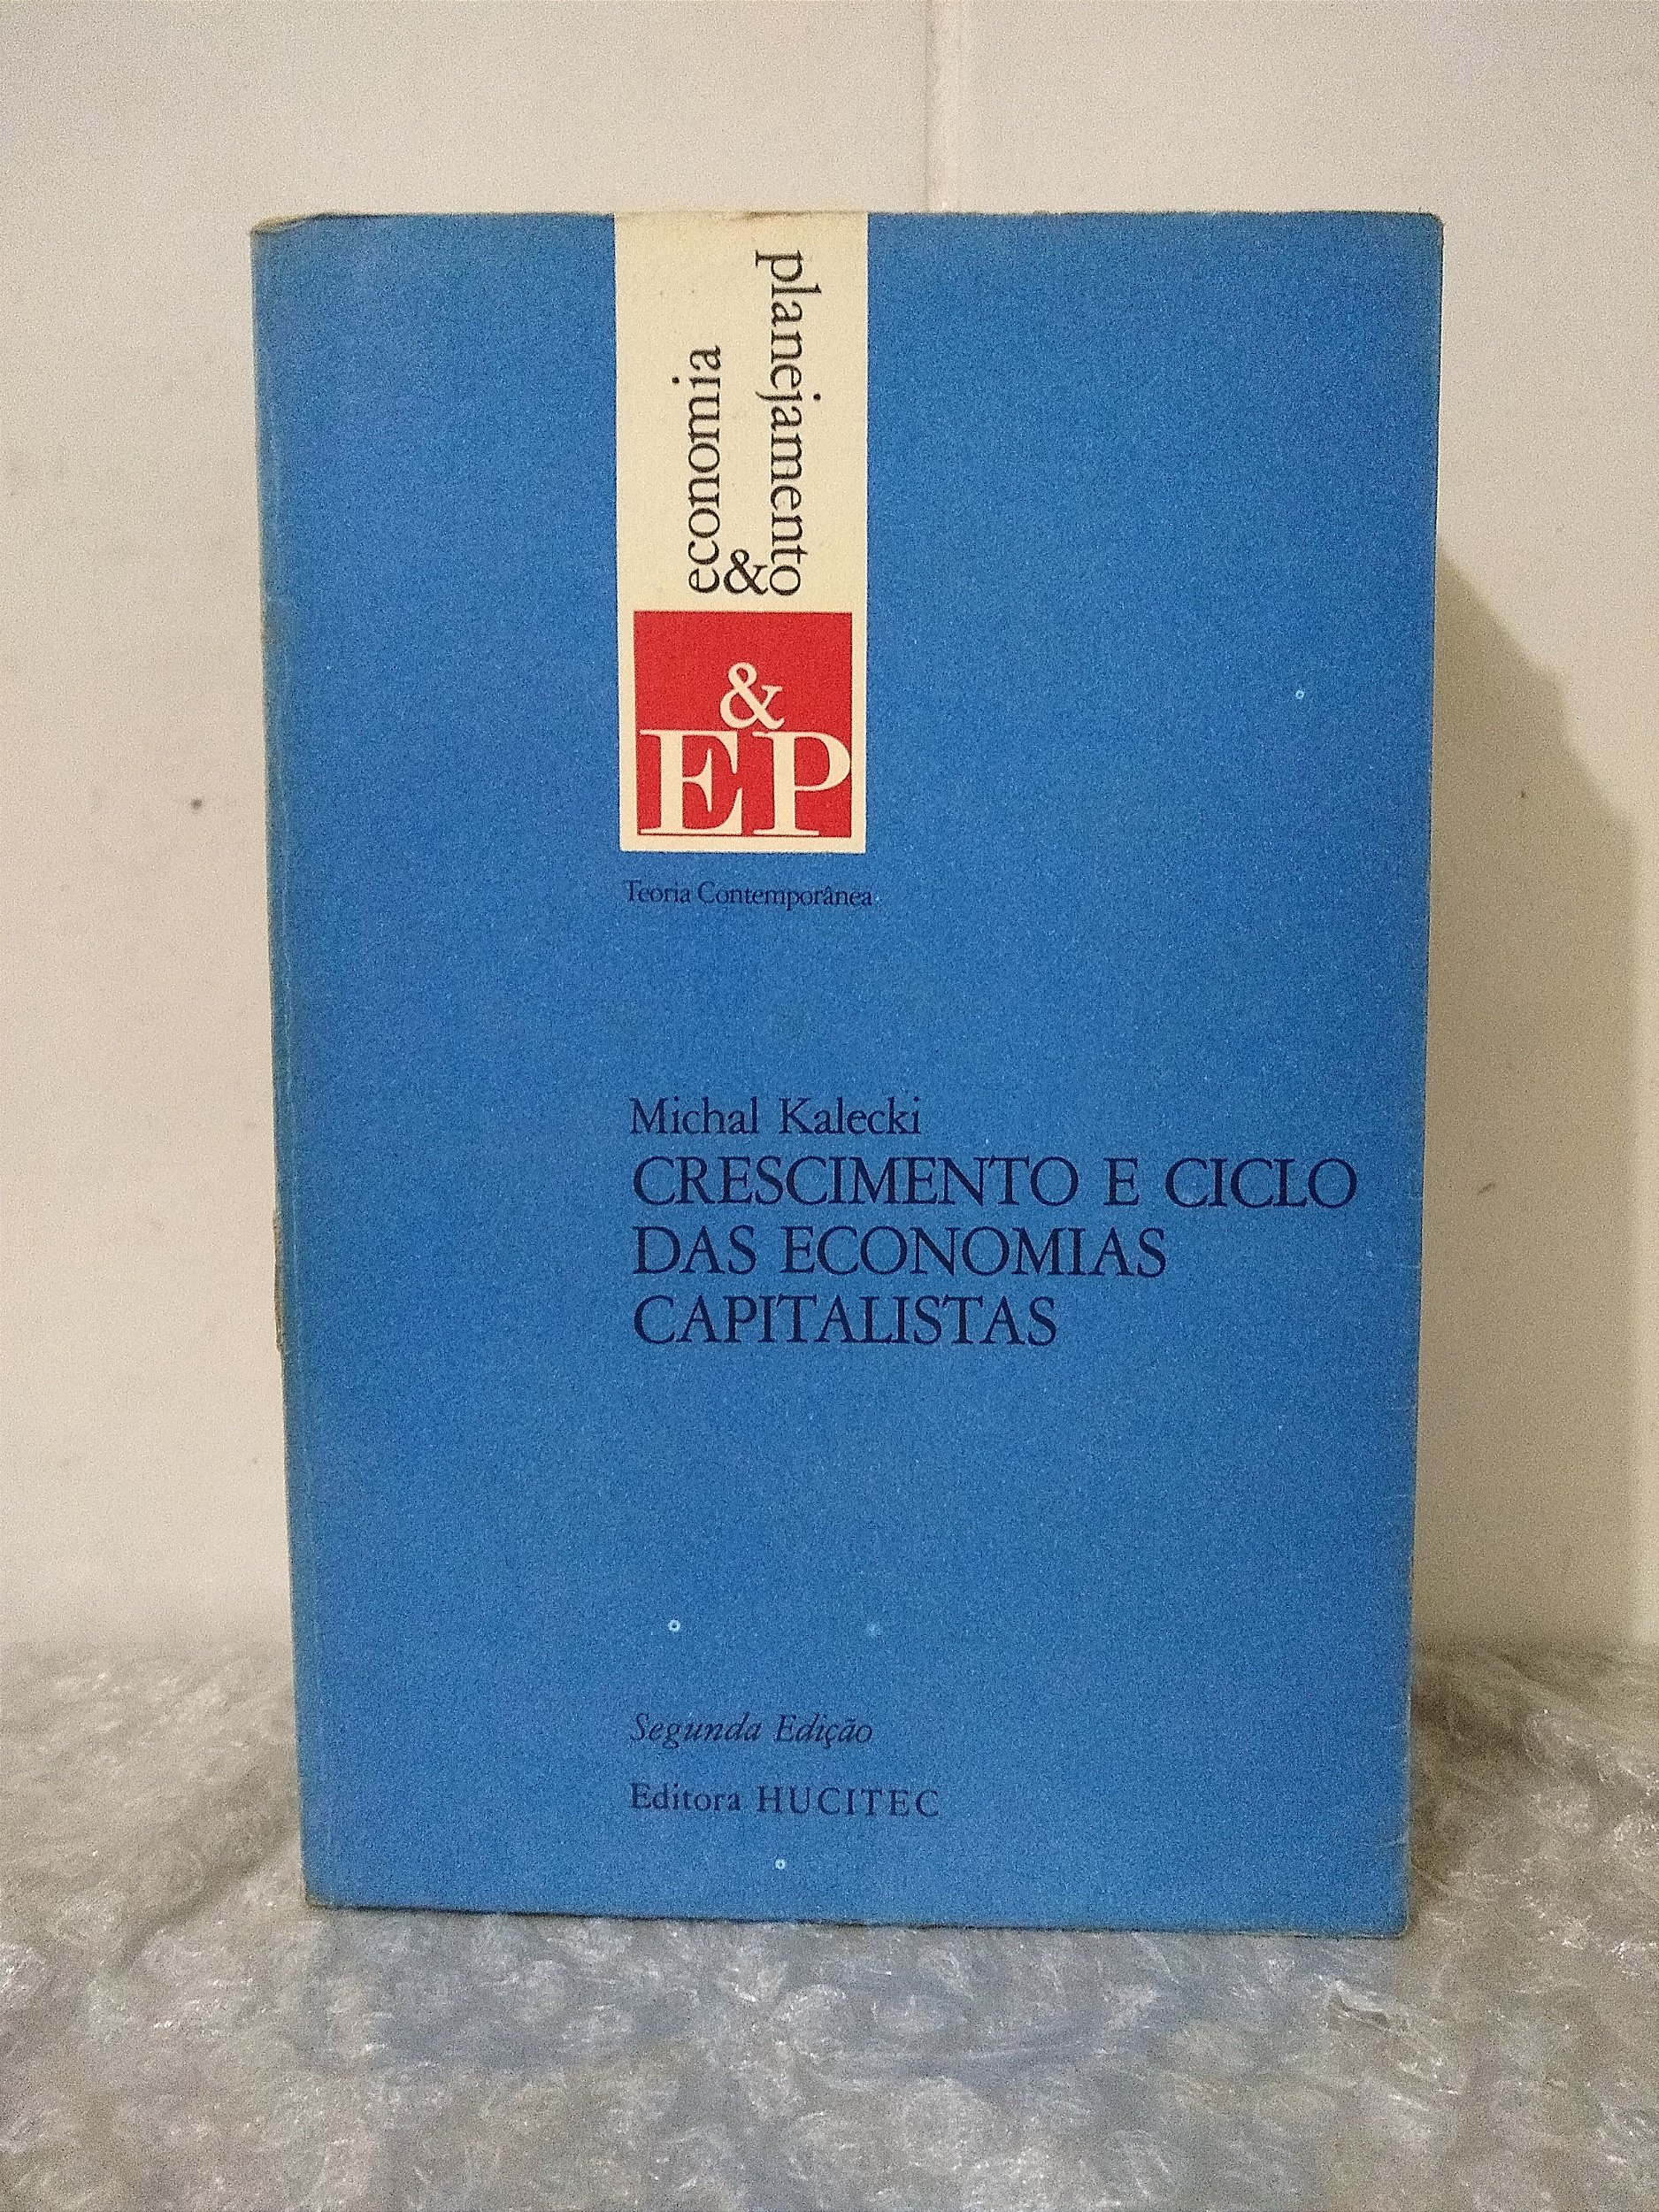 economia
&
planejamento
&
EP
Teoria Contemporânea
Michal Kalecki
CRESCIMENTO E CICLO
DAS ECONOMIAS
CAPITALISTAS
Segunda Edição
Editora HUCITEC